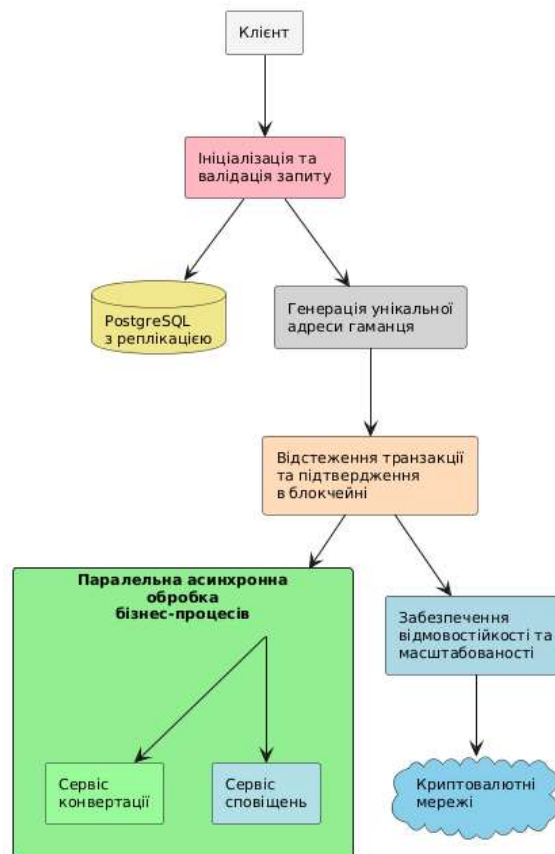 Клієнт
Ініціалізація та
валідація запиту
PostgreSQL
з реплікацією
Генерація унікальної
адреси гаманця
Відстеження транзакції
та підтвердження
в блокчейні
Паралельна асинхронна
обробка
бізнес-процесів
Забезпечення
відмовостійкості та
масштабованості
Сервіс
конвертації
Сервіс
сповіщень
Криптовалютні
мережі